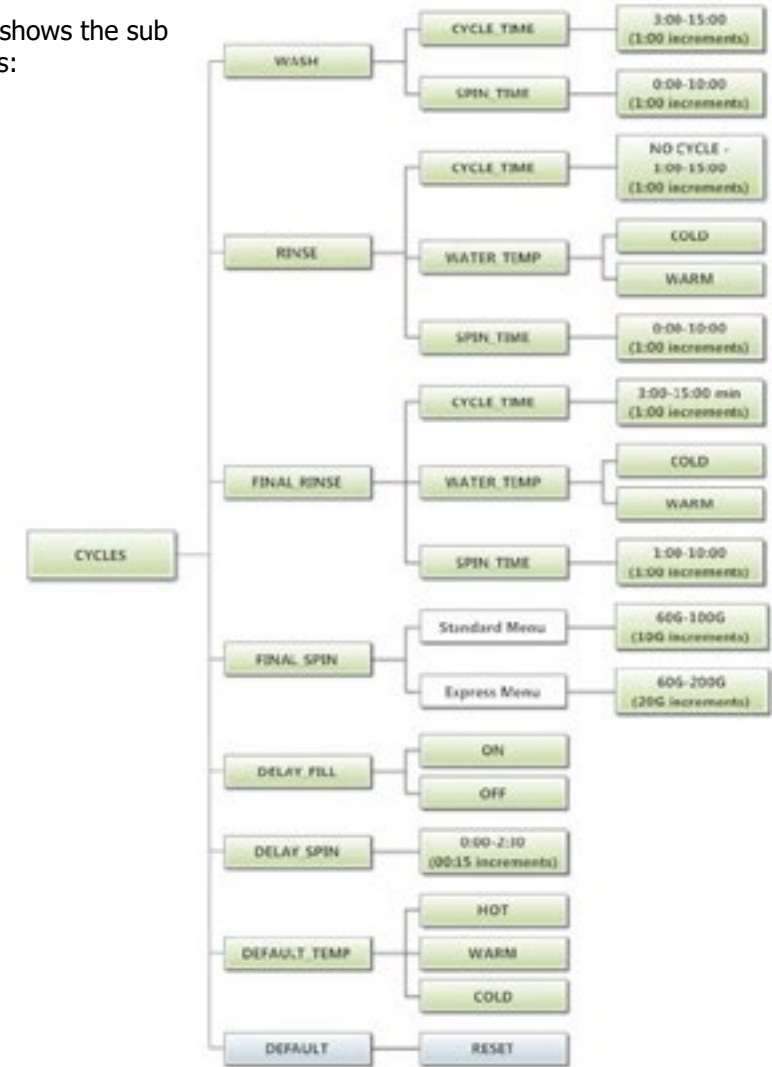 shows the sub
s:
CYCLES
WASH
CYCLE_TIME
3:00-15:00
(1:00 increments)
SPIN_TIME
0:00-10:00
(1:00 increments)
RINSE
CYCLE_TIME
NO CYCLE -
1:00-15:00
(1:00 increments)
WATER_TEMP
COLD
WARM
SPIN_TIME
0:00-10:00
(1:00 increments)
FINAL_RINSE
CYCLE_TIME
3:00-15:00 min
(1:00 increments)
WATER_TEMP
COLD
WARM
SPIN_TIME
1:00-10:00
(1:00 increments)
FINAL_SPIN
Standard Menu
60G-100G
(10G increments)
Express Menu
60G-200G
(20G increments)
DELAY_FILL
ON
OFF
DELAY_SPIN
0:00-2:30
(00:15 increments)
DEFAULT_TEMP
HOT
WARM
COLD
DEFAULT
RESET